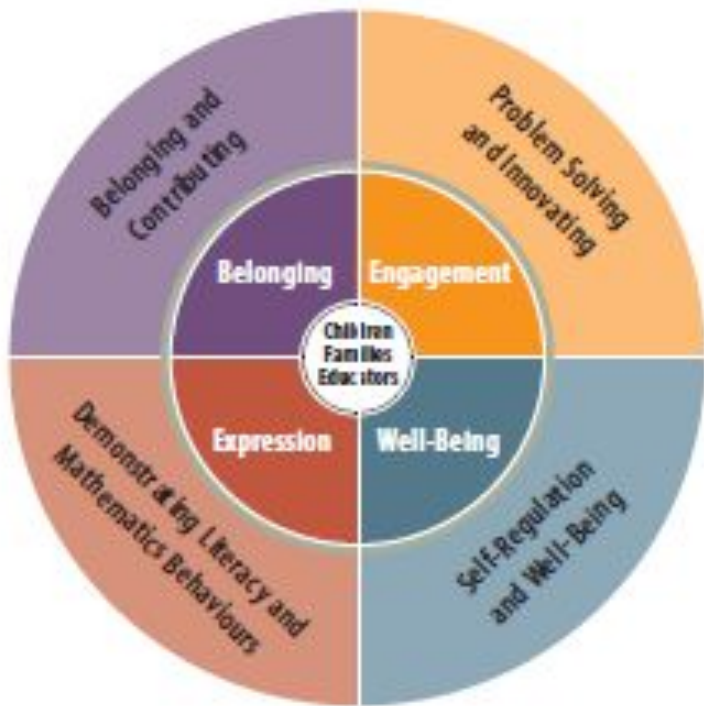 Belonging and
Contributing
Problem Solving
and Innovating
Belonging
Engagement
Children
Families
Educators
Expression
Well-Being
Demonstrating Literacy and
Mathematics Behaviours
Self-Regulation
and Well-Being